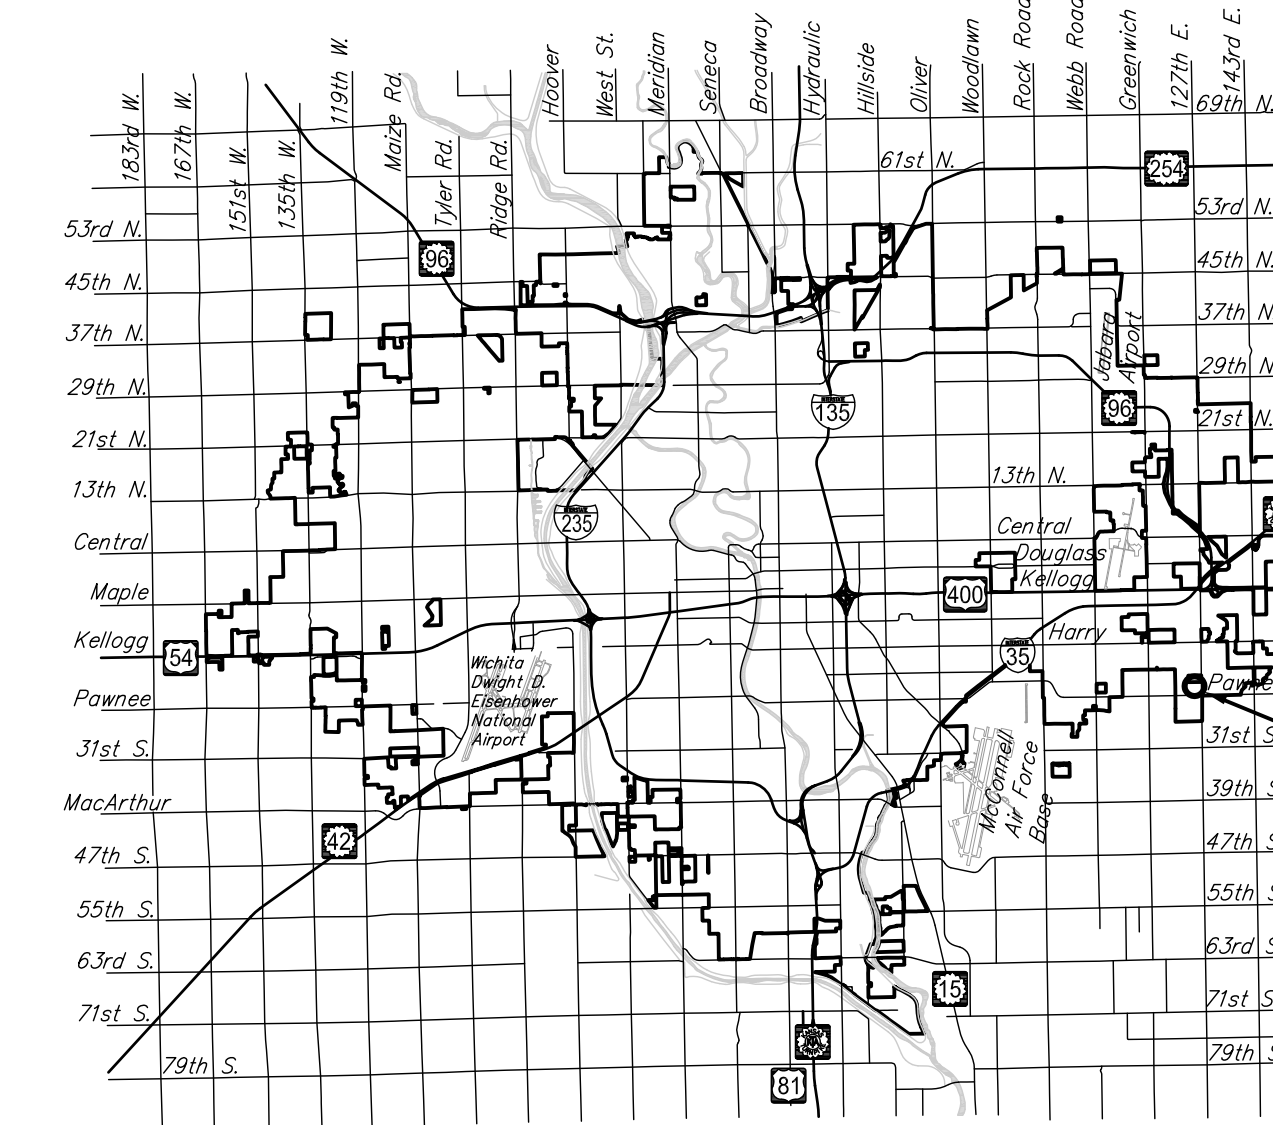 183rd W.
167th W.
151st W.
135th W.
119th W.
Maize Rd.
Tyler Rd.
Ridge Rd.
Hoover
West St.
Meridian
Seneca
Broadway
Hydraulic
Hillside
Oliver
Woodlawn
Rock Road
Webb Road
Greenwich
127th E.
143rd E.
69th N.
61st N.
254
53rd N.
53rd N.
96
45th N.
45th N.
37th N.
37th N.
Jabara
Airport
29th N.
29th N.
135
96
21st N.
21st N.
13th N.
13th N.
235
Central
Central
Douglass
Maple
Kellogg
400
Kellogg
54
Harry
35
Wichita
Dwight D.
Eisenhower
National
Airport
Pawnee
Pawne
31st S.
31st S.
McConnell
Air Force
Base
MacArthur
39th S
42
47th S.
47th S.
55th S.
55th S
63rd S.
63rd S
15
71st S.
71st S
79th S.
79th S
81